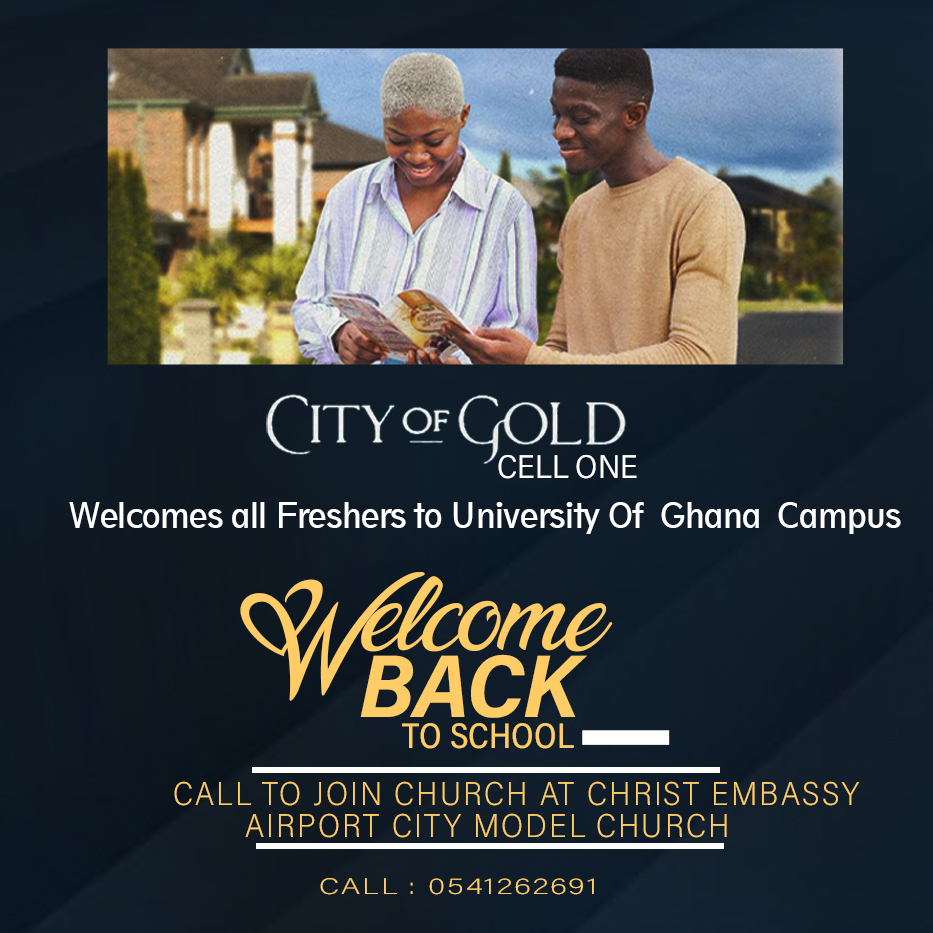 CITY OF GOLD
CELL ONE
Welcomes all Freshers to University Of Ghana Campus
Welcome
BACK
TO SCHOOL
CALL TO JOIN CHURCH AT CHRIST EMBASSY
AIRPORT CITY MODEL CHURCH
CALL : 0541262691